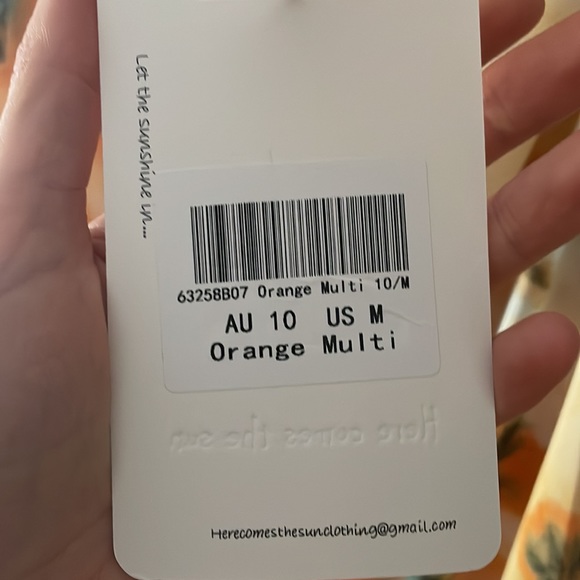 Let the sunshine in...
63258B07 Orange Multi 10/M
AU 10 US M
Orange Multi
Here comes the sun
Herecomesthesunclothing@gmail.com